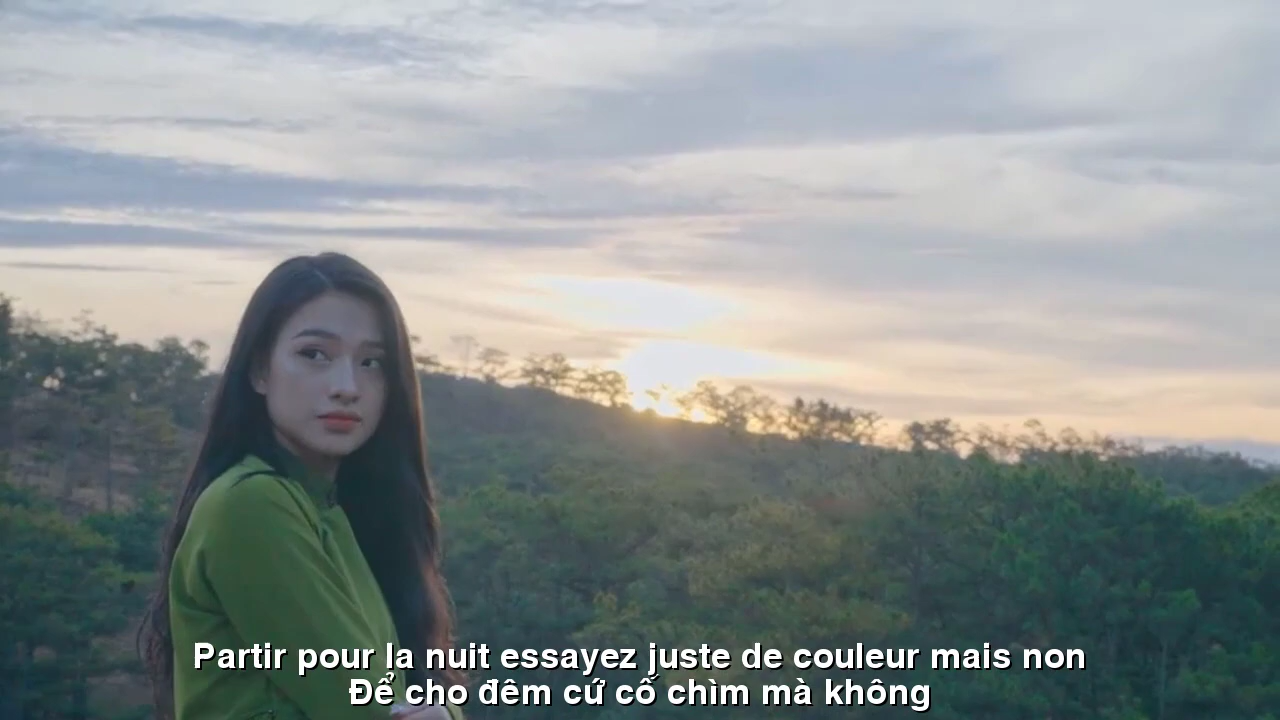 Partir pour la nuit essayez juste de couleur mais non
Để cho đêm cứ cố chìm mà không